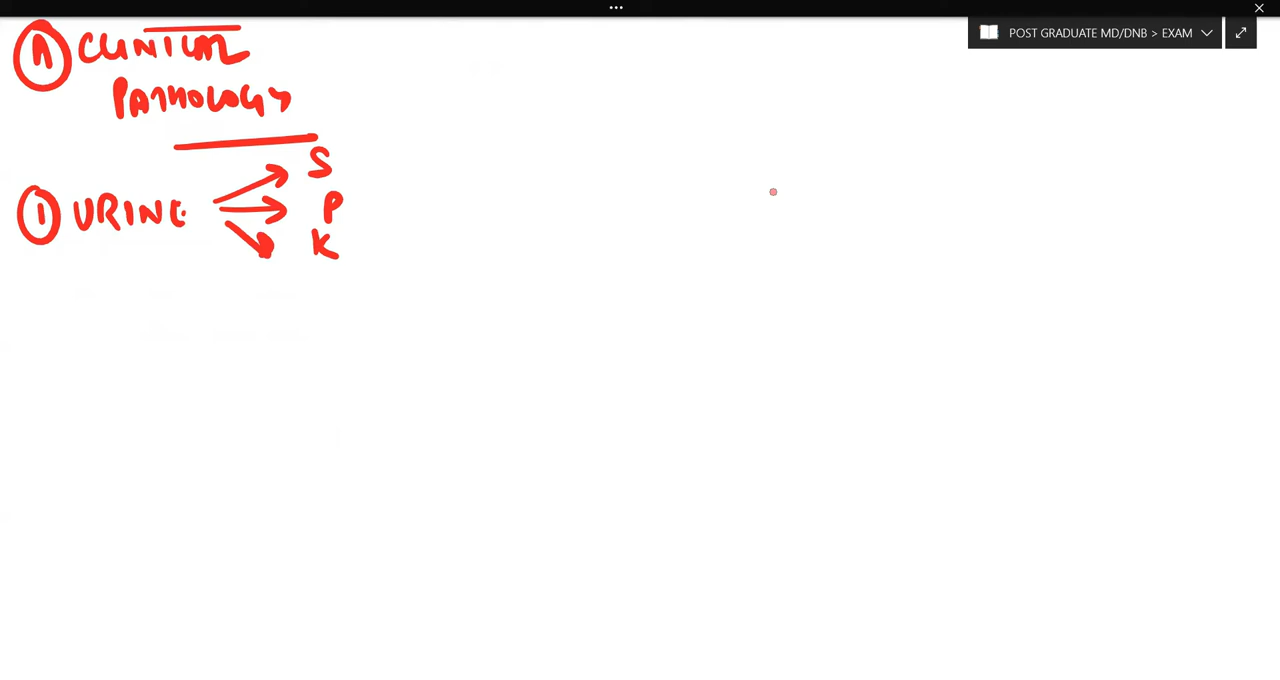 POST GRADUATE MD/DNB > EXAM
A CLINICAL
PATHOLOGY
1 URINE
S
P
K